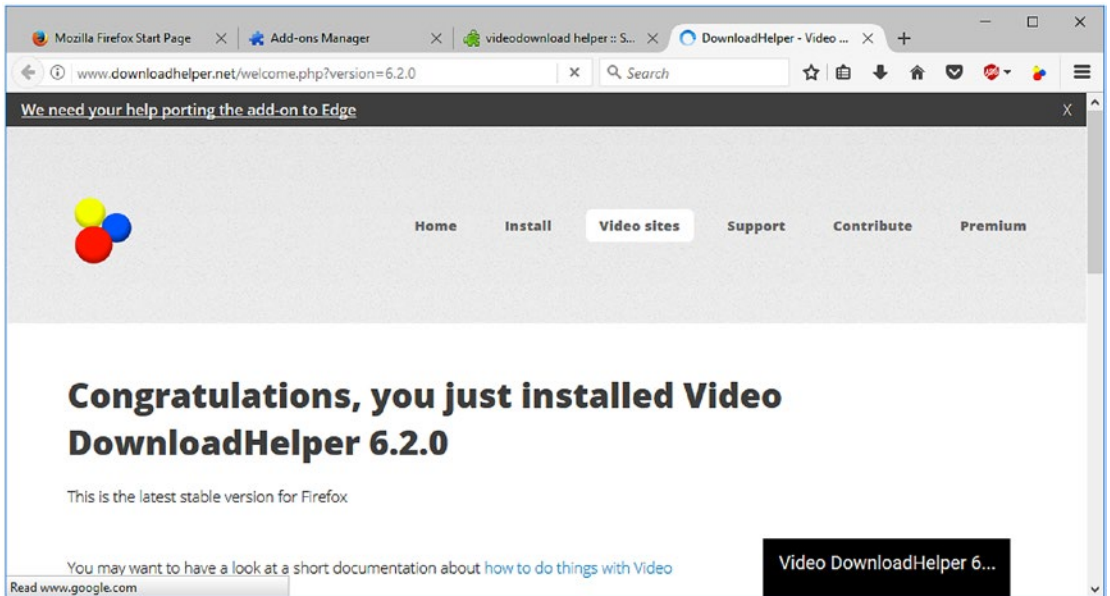 Mozilla Firefox Start Page
Add-ons Manager
videodownload helper :: S...
DownloadHelper - Video ...
www.downloadhelper.net/welcome.php?version=6.2.0
Search
ABP
We need your help porting the add-on to Edge
X
Home
Install
Video sites
Support
Contribute
Premium
Congratulations, you just installed Video
DownloadHelper 6.2.0
This is the latest stable version for Firefox
You may want to have a look at a short documentation about how to do things with Video
Video DownloadHelper 6...
Read www.google.com